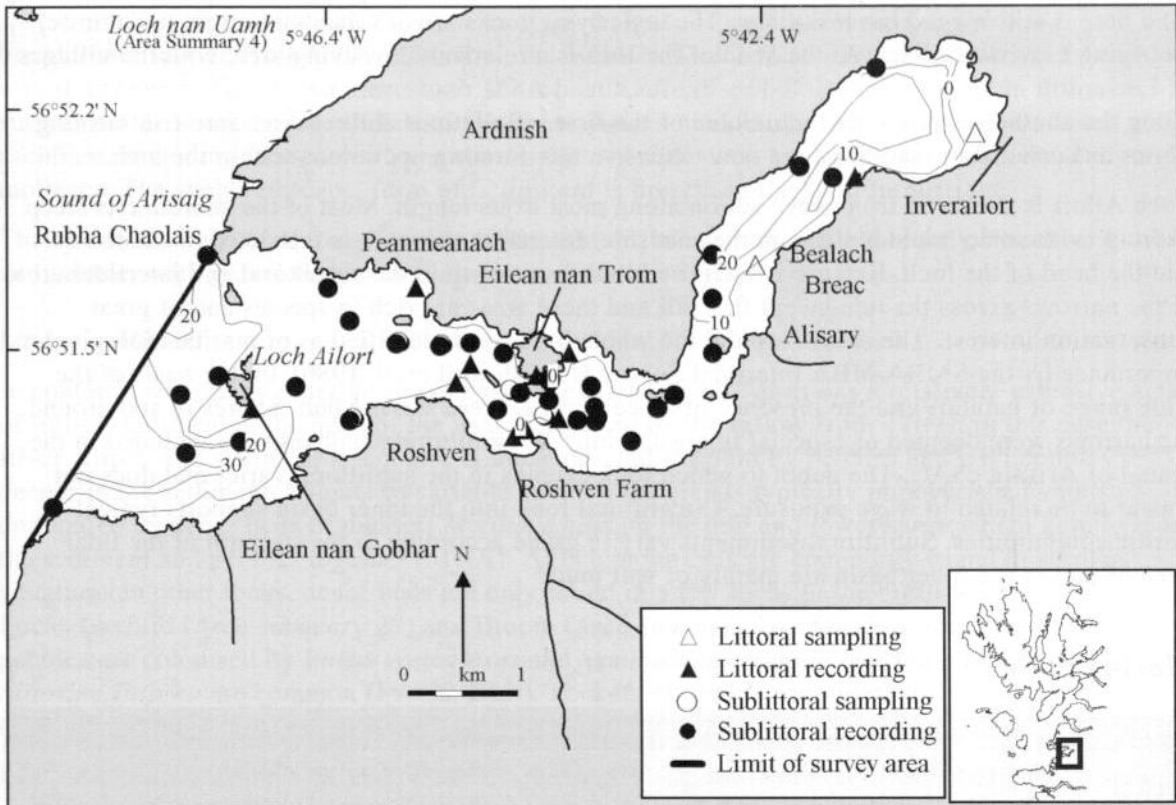 Loch nan Uamh
(Area Summary 4)
5°46.4' W
5°42.4' W
56°52.2' N
Ardnish
0
10
Sound of Arisaig
Rubha Chaolais
Peanmeanach
Eilean nan Trom
Inverailort
Bealach
Breac
20
20
10
Alisary
56°51.5' N
Loch Ailort
0
0
20
30
Roshven
Roshven Farm
Eilean nan Gobhar
N
0 km 1
Littoral sampling
Littoral recording
Sublittoral sampling
Sublittoral recording
Limit of survey area